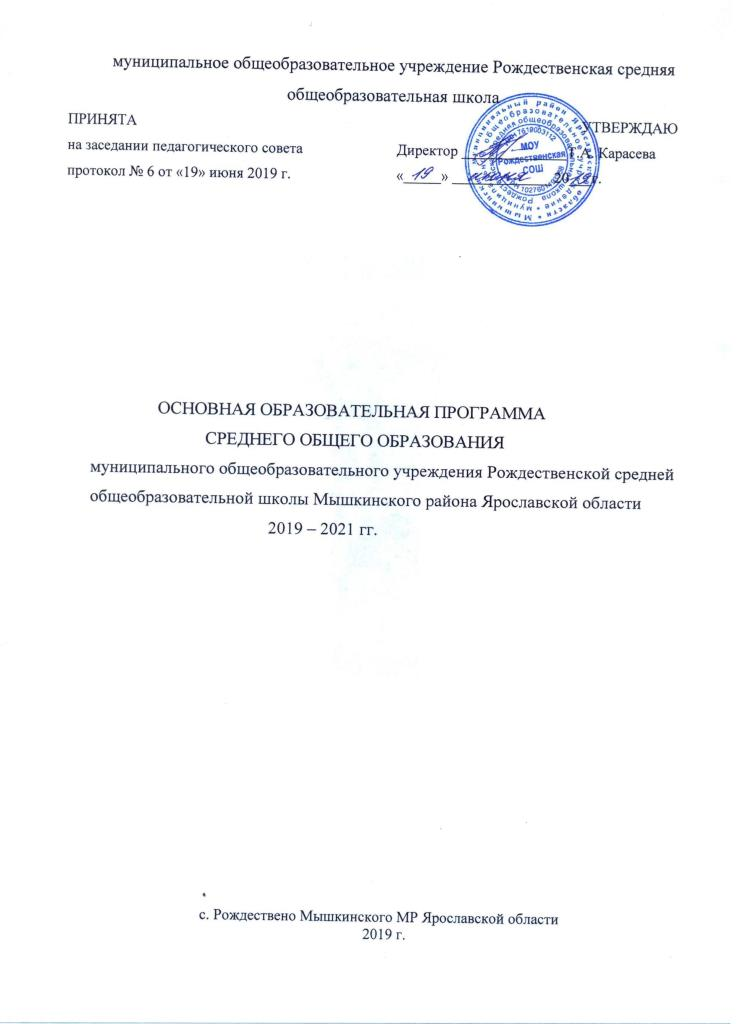 муниципальное общеобразовательное учреждение Рождественская средняя
общеобразовательная школа
ПРИНЯТА
УТВЕРЖДАЮ
на заседании педагогического совета
Директор Карасева
протокол № 6 от «19» июня 2019 г.
« 19 » июня 2019 г.
МОУ
Рождественская
СОШ
ОСНОВНАЯ ОБРАЗОВАТЕЛЬНАЯ ПРОГРАММА
СРЕДНЕГО ОБЩЕГО ОБРАЗОВАНИЯ
муниципального общеобразовательного учреждения Рождественской средней
общеобразовательной школы Мышкинского района Ярославской области
2019 – 2021 гг.
с. Рождествено Мышкинского МР Ярославской области
2019 г.